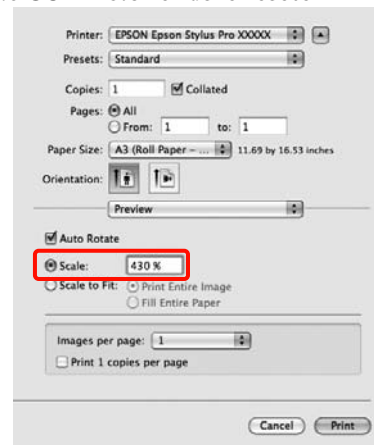 Printer: EPSON Epson Stylus Pro XXXXX
Presets: Standard
Copies: 1 Collated
Pages: All
From: 1 to: 1
Paper Size: A3 (Roll Paper – ... 11.69 by 16.53 inches
Orientation:
Preview
Auto Rotate
Scale: 430 %
Scale to Fit: Print Entire Image
Fill Entire Paper
Images per page: 1
Print 1 copies per page
Cancel Print